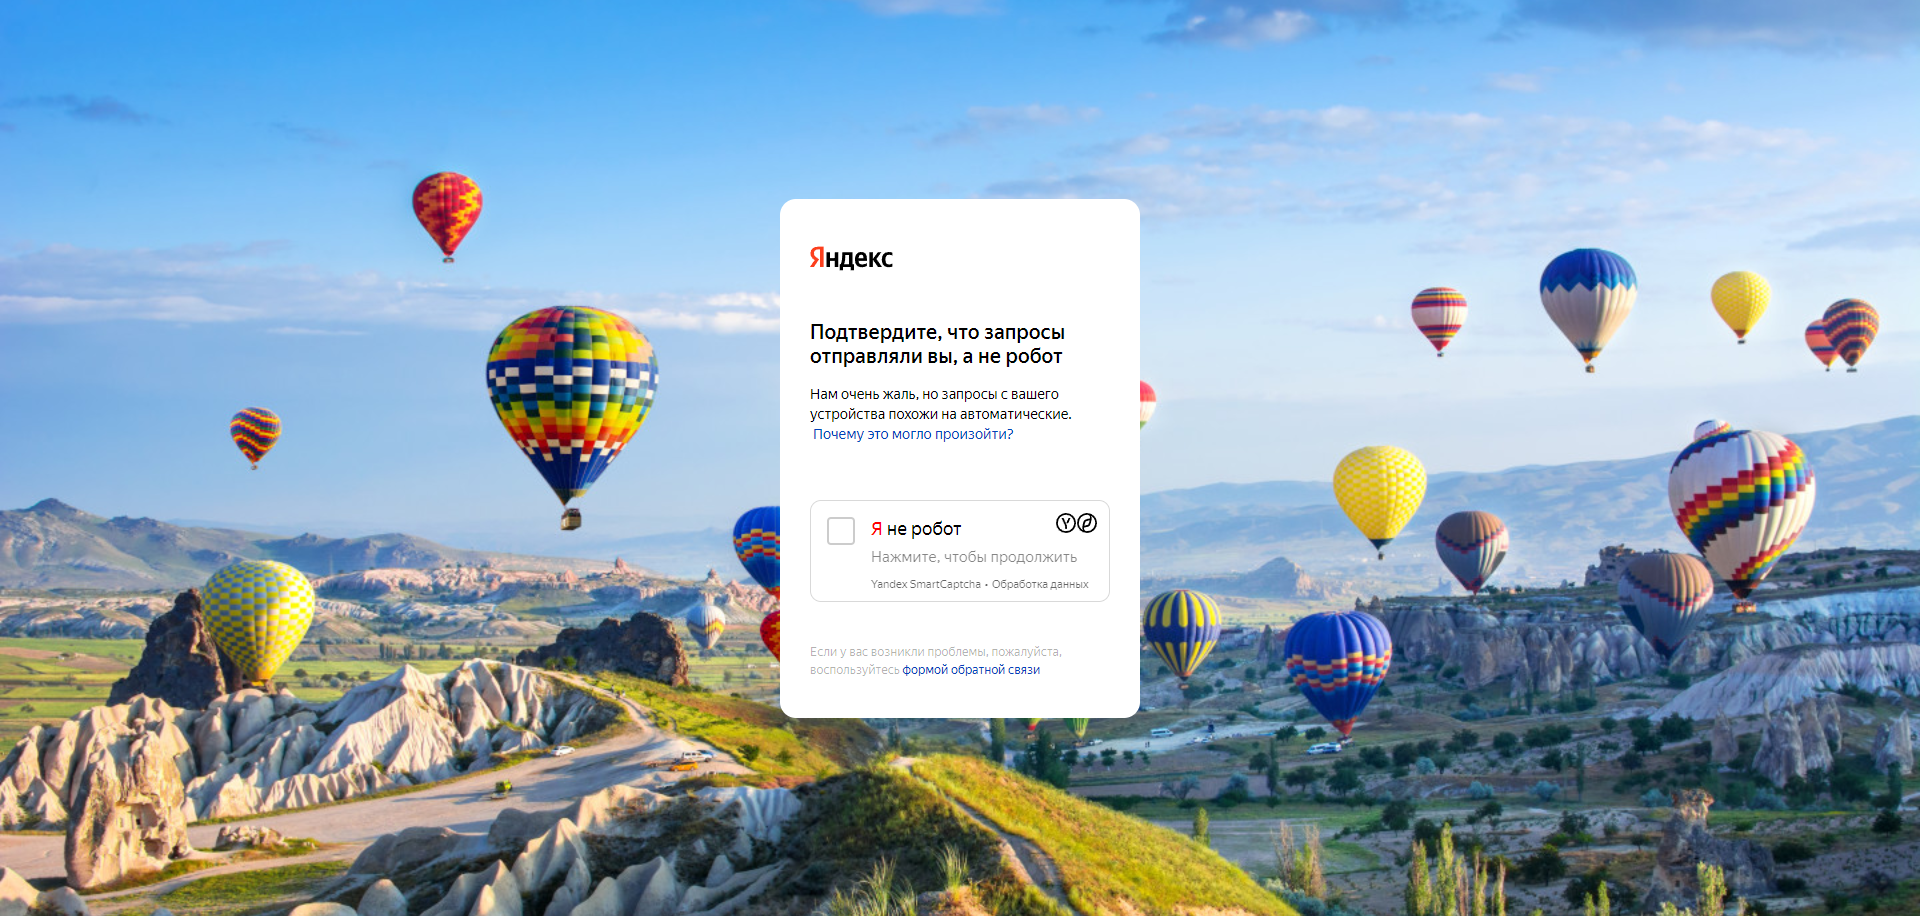 Яндекс
Подтвердите, что запросы
отправляли вы, а не робот
Нам очень жаль, но запросы с вашего
устройства похожи на автоматические.
Почему это могло произойти?
Я не робот
Нажмите, чтобы продолжить
Yandex SmartCaptcha • Обработка данных
Если у вас возникли проблемы, пожалуйста,
воспользуйтесь формой обратной связи